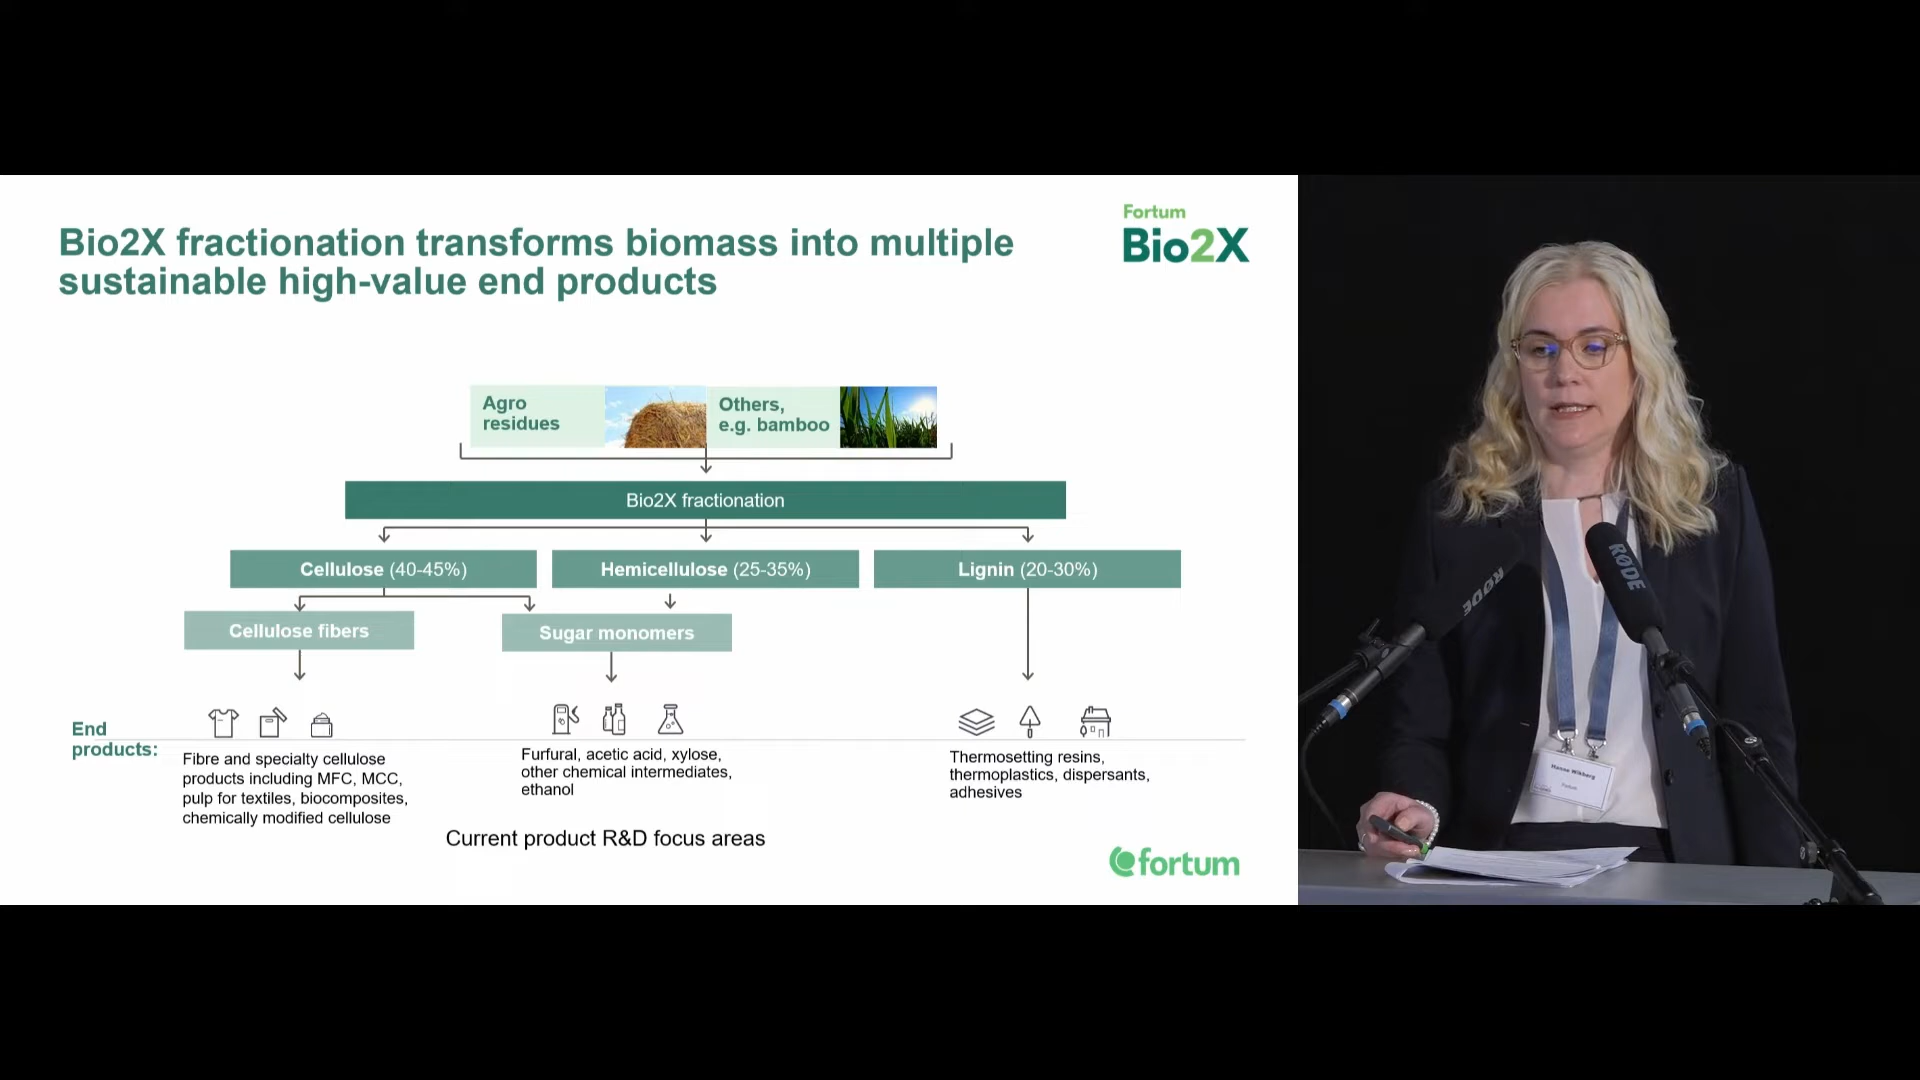 Fortum
Bio2X
Bio2X fractionation transforms biomass into multiple
sustainable high-value end products
Agro
residues
Others,
e.g. bamboo
Bio2X fractionation
Cellulose (40-45%)
Hemicellulose (25-35%)
Lignin (20-30%)
Cellulose fibers
Sugar monomers
End
products:
Fibre and specialty cellulose
products including MFC, MCC,
pulp for textiles, biocomposites,
chemically modified cellulose
Furfural, acetic acid, xylose,
other chemical intermediates,
ethanol
Thermosetting resins,
thermoplastics, dispersants,
adhesives
Current product R&D focus areas
fortum
RØDE
RØDE
Hanne Wikberg
Fortum